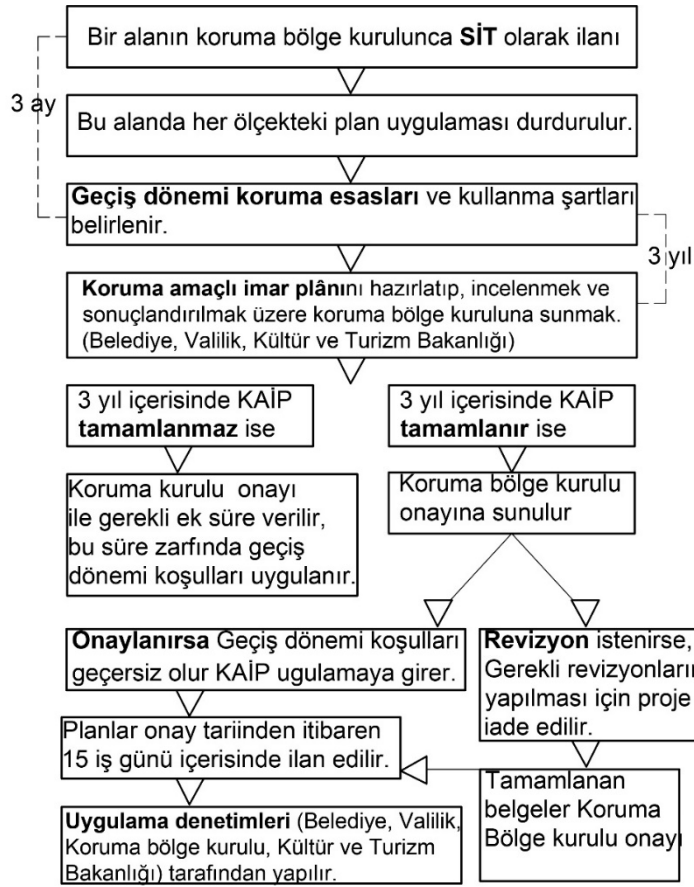 Bir alanın koruma bölge kurulunca SİT olarak ilanı
3 ay
Bu alanda her ölçekteki plan uygulaması durdurulur.
Geçiş dönemi koruma esasları ve kullanma şartları
belirlenir.
3 yıl
Koruma amaçlı imar plânını hazırlatıp, incelenmek ve
sonuçlandırılmak üzere koruma bölge kuruluna sunmak.
(Belediye, Valilik, Kültür ve Turizm Bakanlığı)
3 yıl içerisinde KAİP
tamamlanmaz ise
3 yıl içerisinde KAİP
tamamlanır ise
Koruma kurulu onayı
ile gerekli ek süre verilir,
bu süre zarfında geçiş
dönemi koşulları uygulanır.
Koruma bölge kurulu
onayına sunulur
Onaylanırsa Geçiş dönemi koşulları
geçersiz olur KAİP ugulamaya girer.
Revizyon istenirse,
Gerekli revizyonların
yapılması için proje
iade edilir.
Planlar onay tariinden itibaren
15 iş günü içerisinde ilan edilir.
Tamamlanan
belgeler Koruma
Bölge kurulu onayı
Uygulama denetimleri (Belediye, Valilik,
Koruma bölge kurulu, Kültür ve Turizm
Bakanlığı) tarafından yapılır.